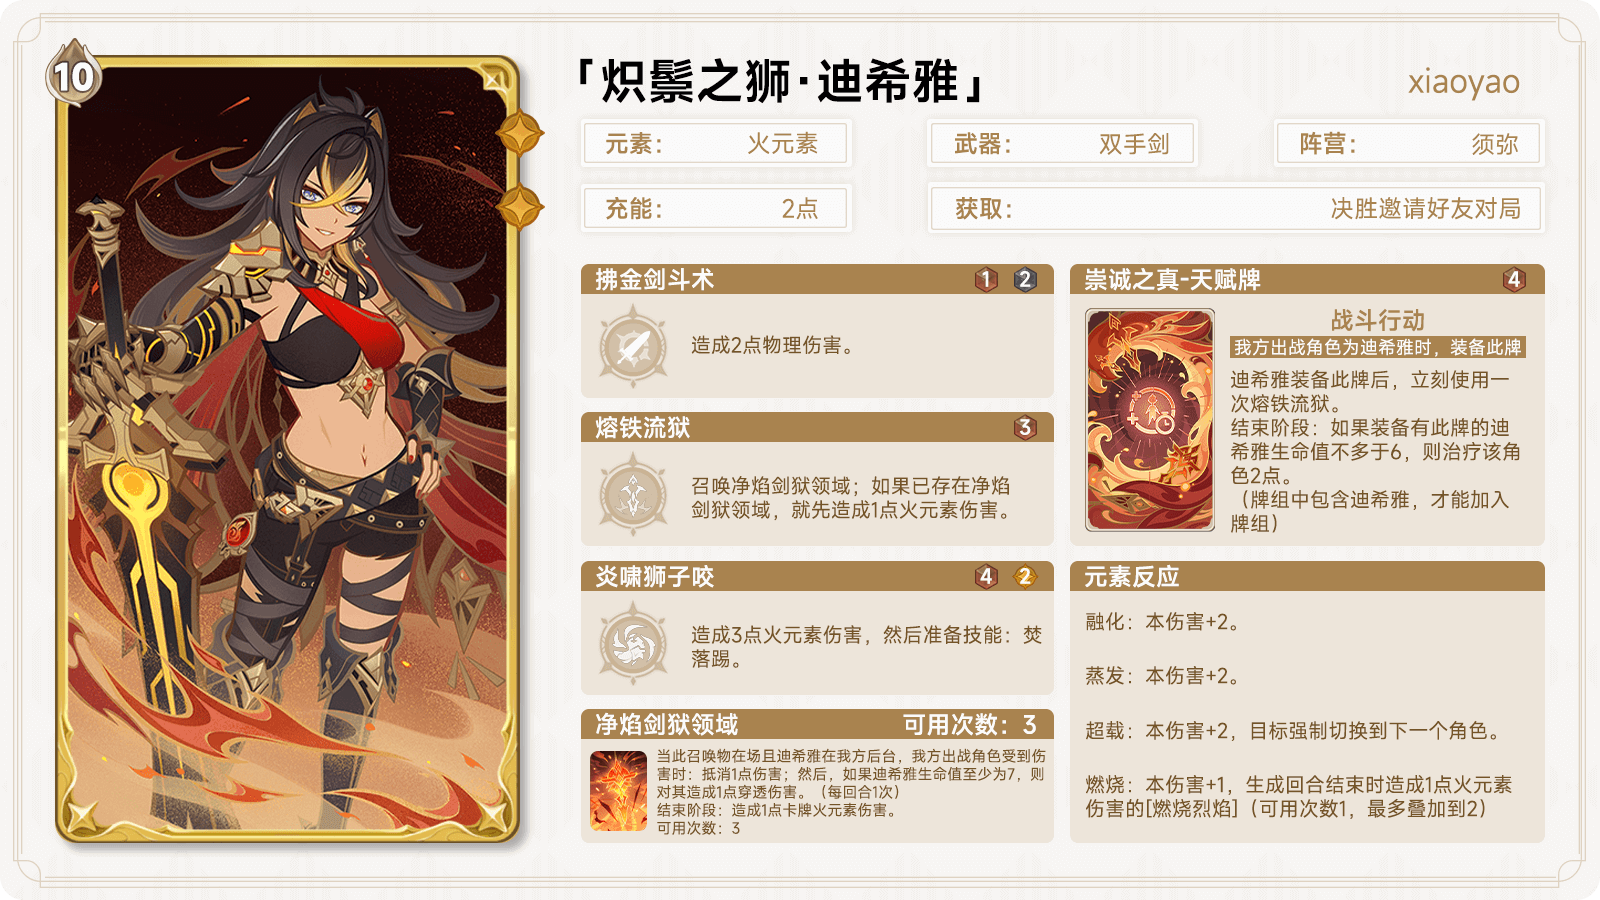 10
「炽鬃之狮·迪希雅」
xiaoyao
元素： 火元素
武器： 双手剑
阵营： 须弥
充能： 2点
获取： 决胜邀请好友对局
拂金剑斗术 1 2
造成2点物理伤害。
熔铁流狱 3
召唤净焰剑狱领域；如果已存在净焰
剑狱领域，就先造成1点火元素伤害。
炎啸狮子咬 4 2
造成3点火元素伤害，然后准备技能：焚
落踢。
净焰剑狱领域 可用次数：3
当此召唤物在场且迪希雅在我方后台，我方出战角色受到伤
害时：抵消1点伤害；然后，如果迪希雅生命值至少为7，则
对其造成1点穿透伤害。（每回合1次）
结束阶段：造成1点卡牌火元素伤害。
可用次数：3
崇诚之真-天赋牌 4
战斗行动
我方出战角色为迪希雅时，装备此牌
迪希雅装备此牌后，立刻使用一
次熔铁流狱。
结束阶段：如果装备有此牌的迪
希雅生命值不多于6，则治疗该角
色2点。
（牌组中包含迪希雅，才能加入
牌组）
元素反应
融化：本伤害+2。
蒸发：本伤害+2。
超载：本伤害+2，目标强制切换到下一个角色。
燃烧：本伤害+1，生成回合结束时造成1点火元素
伤害的[燃烧烈焰]（可用次数1，最多叠加到2）